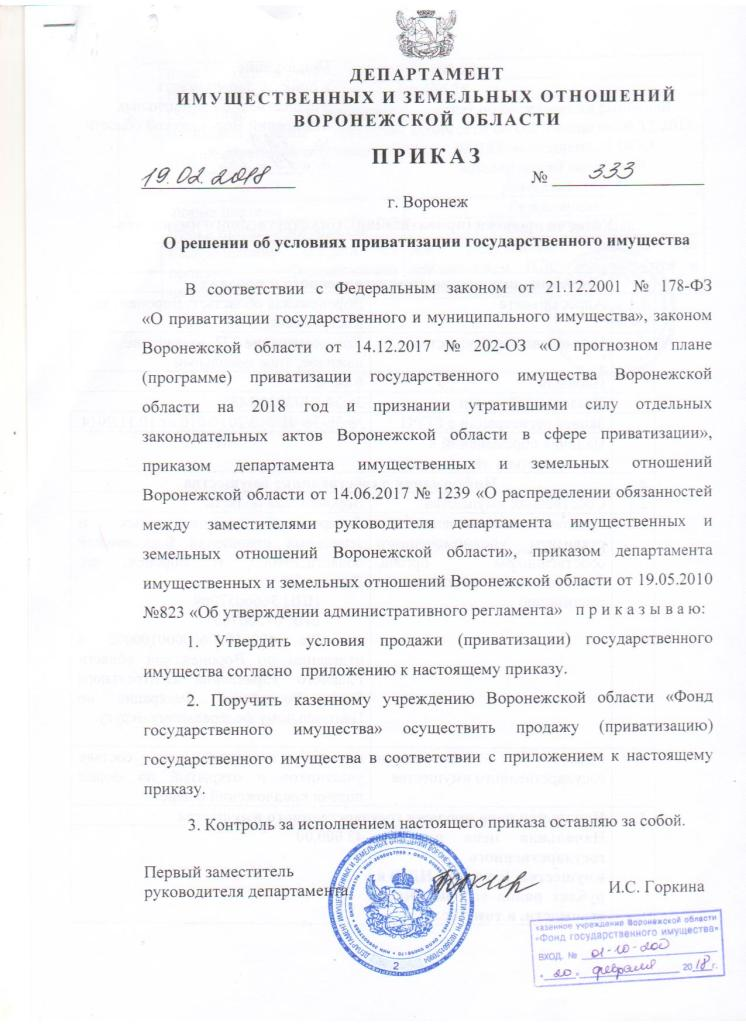 ДЕПАРТАМЕНТ
ИМУЩЕСТВЕННЫХ И ЗЕМЕЛЬНЫХ ОТНОШЕНИЙ
ВОРОНЕЖСКОЙ ОБЛАСТИ
ПРИКАЗ
19.02.2018 № 333
г. Воронеж
О решении об условиях приватизации государственного имущества
В соответствии с Федеральным законом от 21.12.2001 № 178-ФЗ
«О приватизации государственного и муниципального имущества», законом
Воронежской области от 14.12.2017 № 202-ОЗ «О прогнозном плане
(программе) приватизации государственного имущества Воронежской
области на 2018 год и признании утратившими силу отдельных
законодательных актов Воронежской области в сфере приватизации»,
приказом департамента имущественных и земельных отношений
Воронежской области от 14.06.2017 № 1239 «О распределении обязанностей
между заместителями руководителя департамента имущественных и
земельных отношений Воронежской области», приказом департамента
имущественных и земельных отношений Воронежской области от 19.05.2010
№823 «Об утверждении административного регламента» п р и к а з ы в а ю:
1. Утвердить условия продажи (приватизации) государственного
имущества согласно приложению к настоящему приказу.
2. Поручить казенному учреждению Воронежской области «Фонд
государственного имущества» осуществить продажу (приватизацию)
государственного имущества в соответствии с приложением к настоящему
приказу.
3. Контроль за исполнением настоящего приказа оставляю за собой.
Первый заместитель
руководителя департамента И.С. Горкина
2
казенное учреждение Воронежской области
«Фонд государственного имущества»
ВХОД. № 01-10-200
«20» февраля 2018 г.